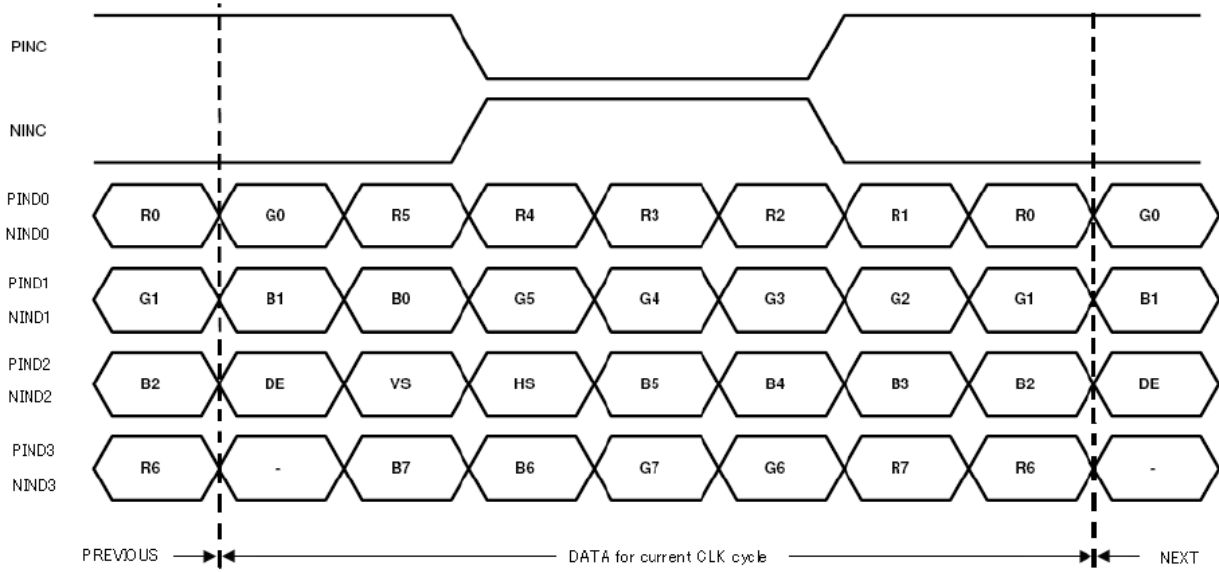 PINC
NINC
PIND0
R0 G0 R5 R4 R3 R2 R1 R0 G0
NIND0
PIND1
G1 B1 B0 G5 G4 G3 G2 G1 B1
NIND1
PIND2
B2 DE VS HS B5 B4 B3 B2 DE
NIND2
PIND3
R6 - B7 B6 G7 G6 R7 R6 -
NIND3
PREVIOUS DATA for current CLK cycle NEXT